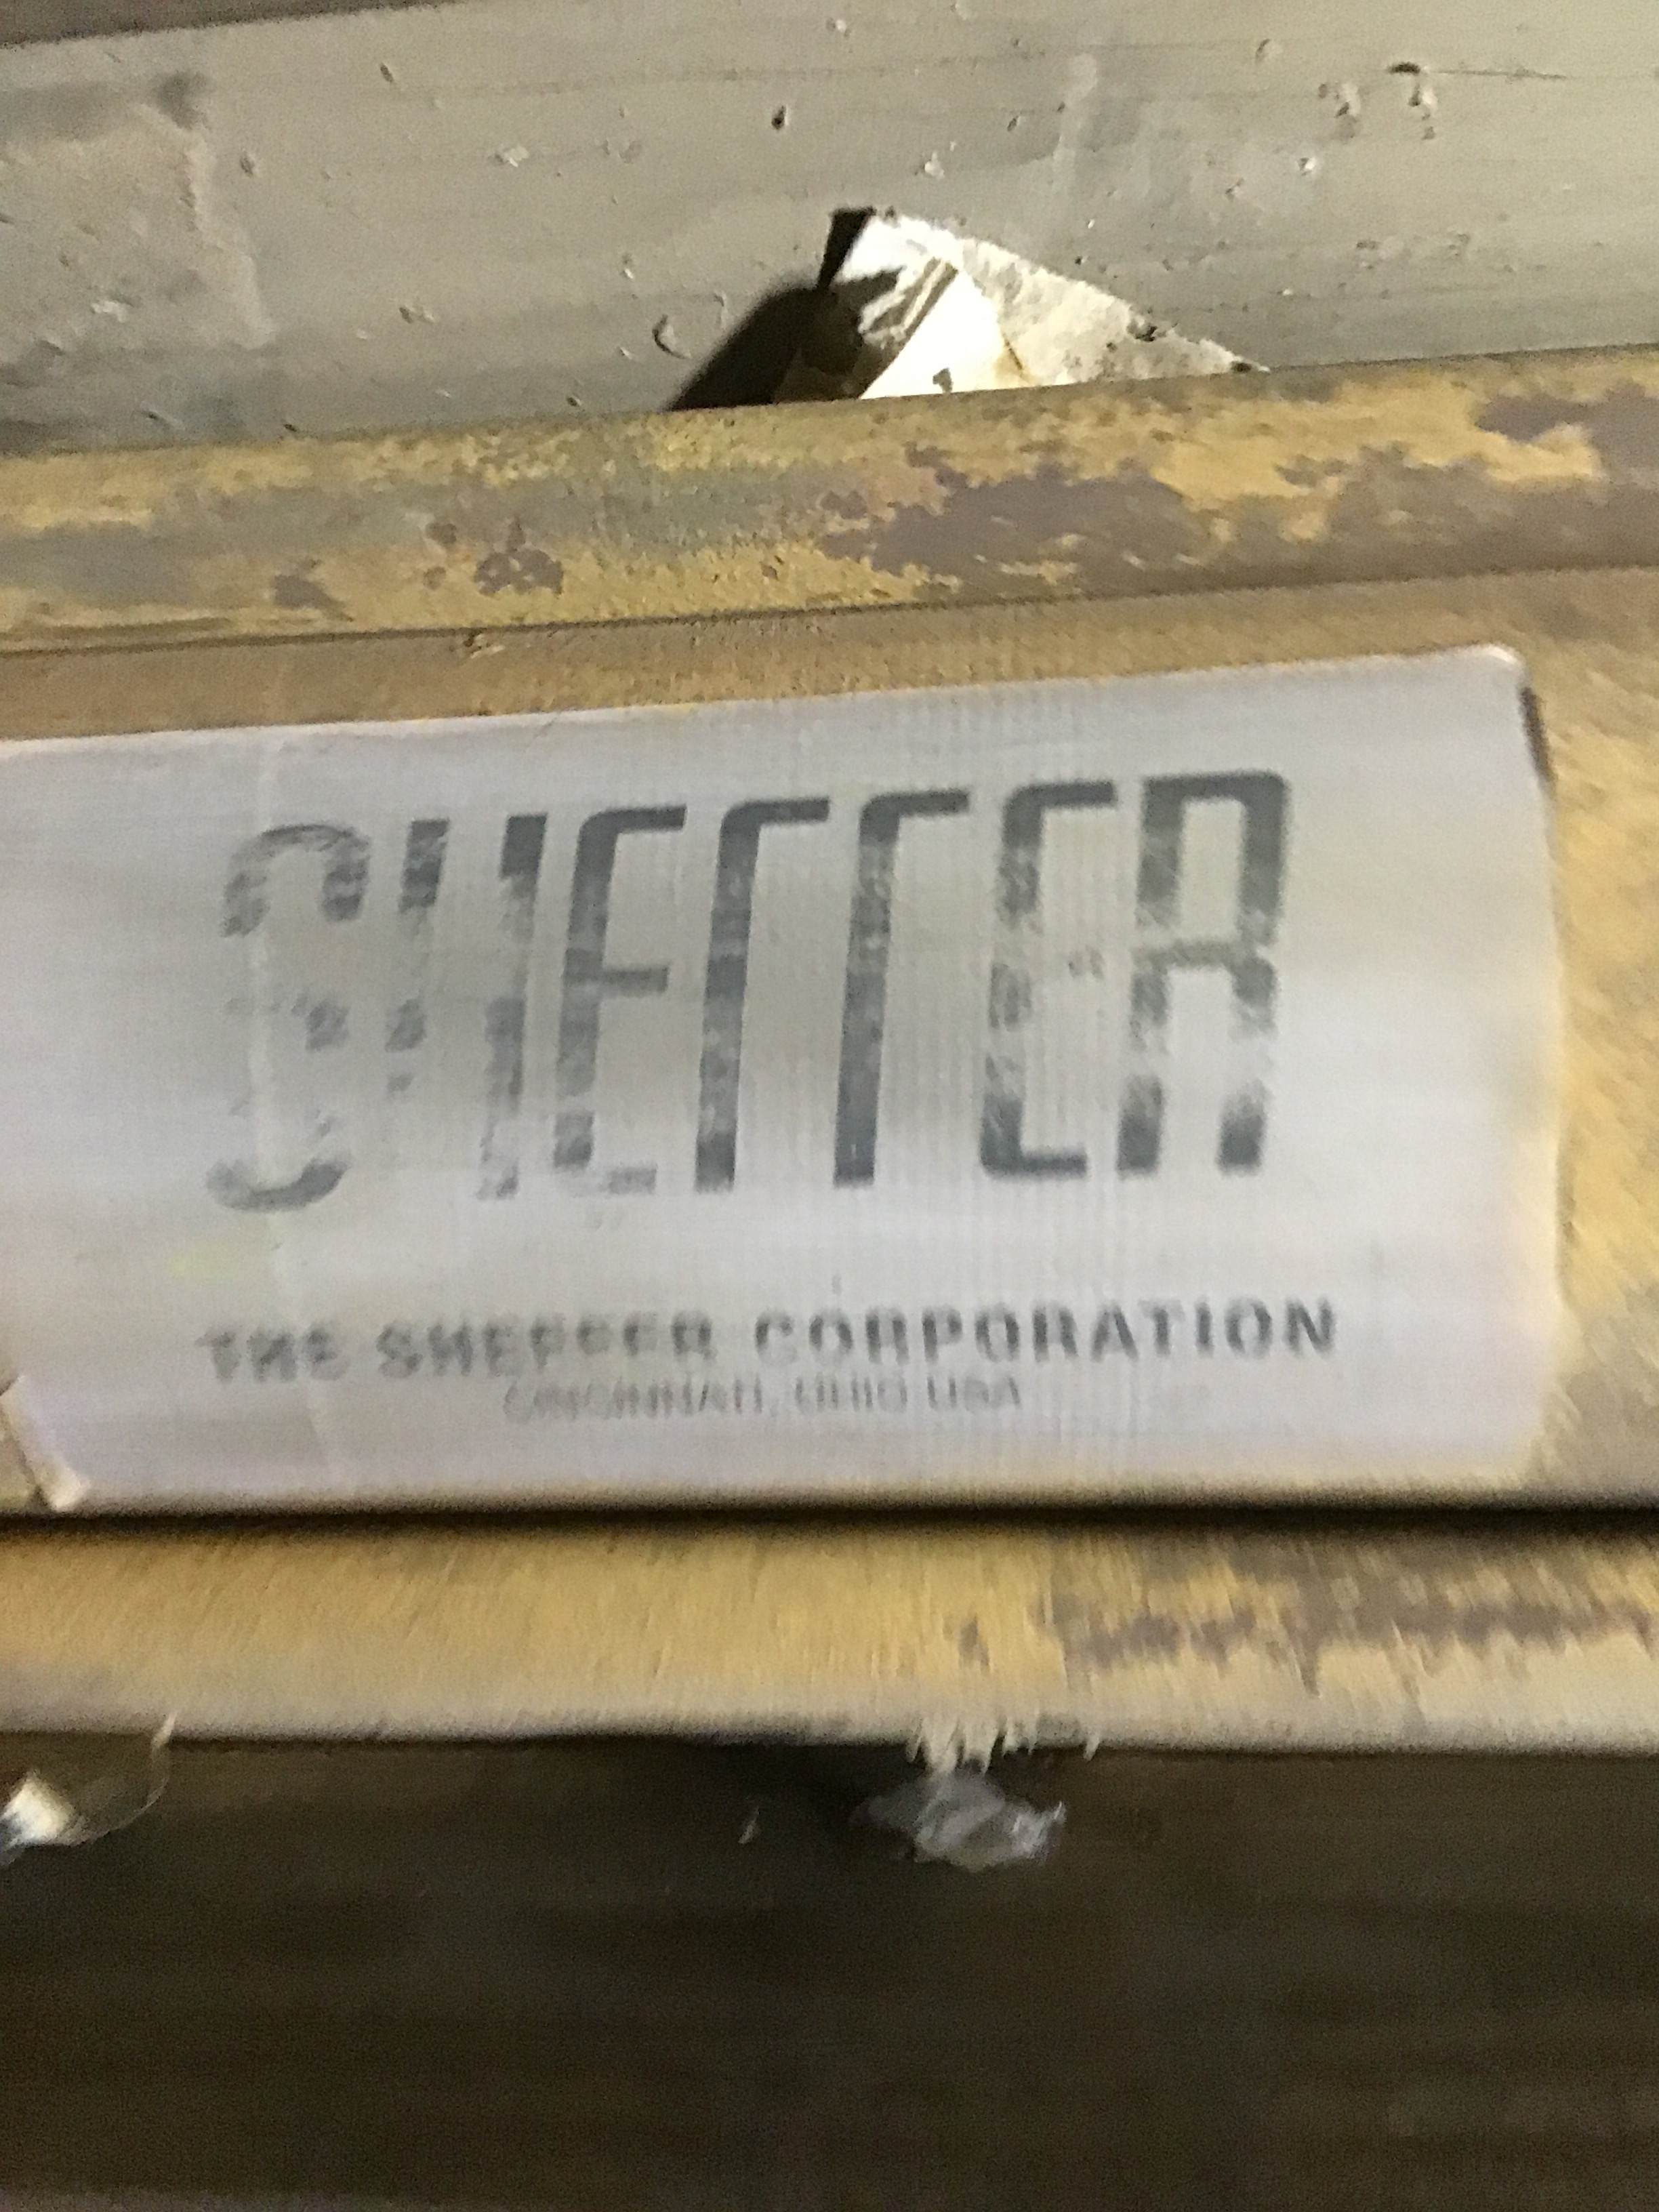 SHEFFER
THE SHEFFER CORPORATION
CINCINNATI, OHIO USA